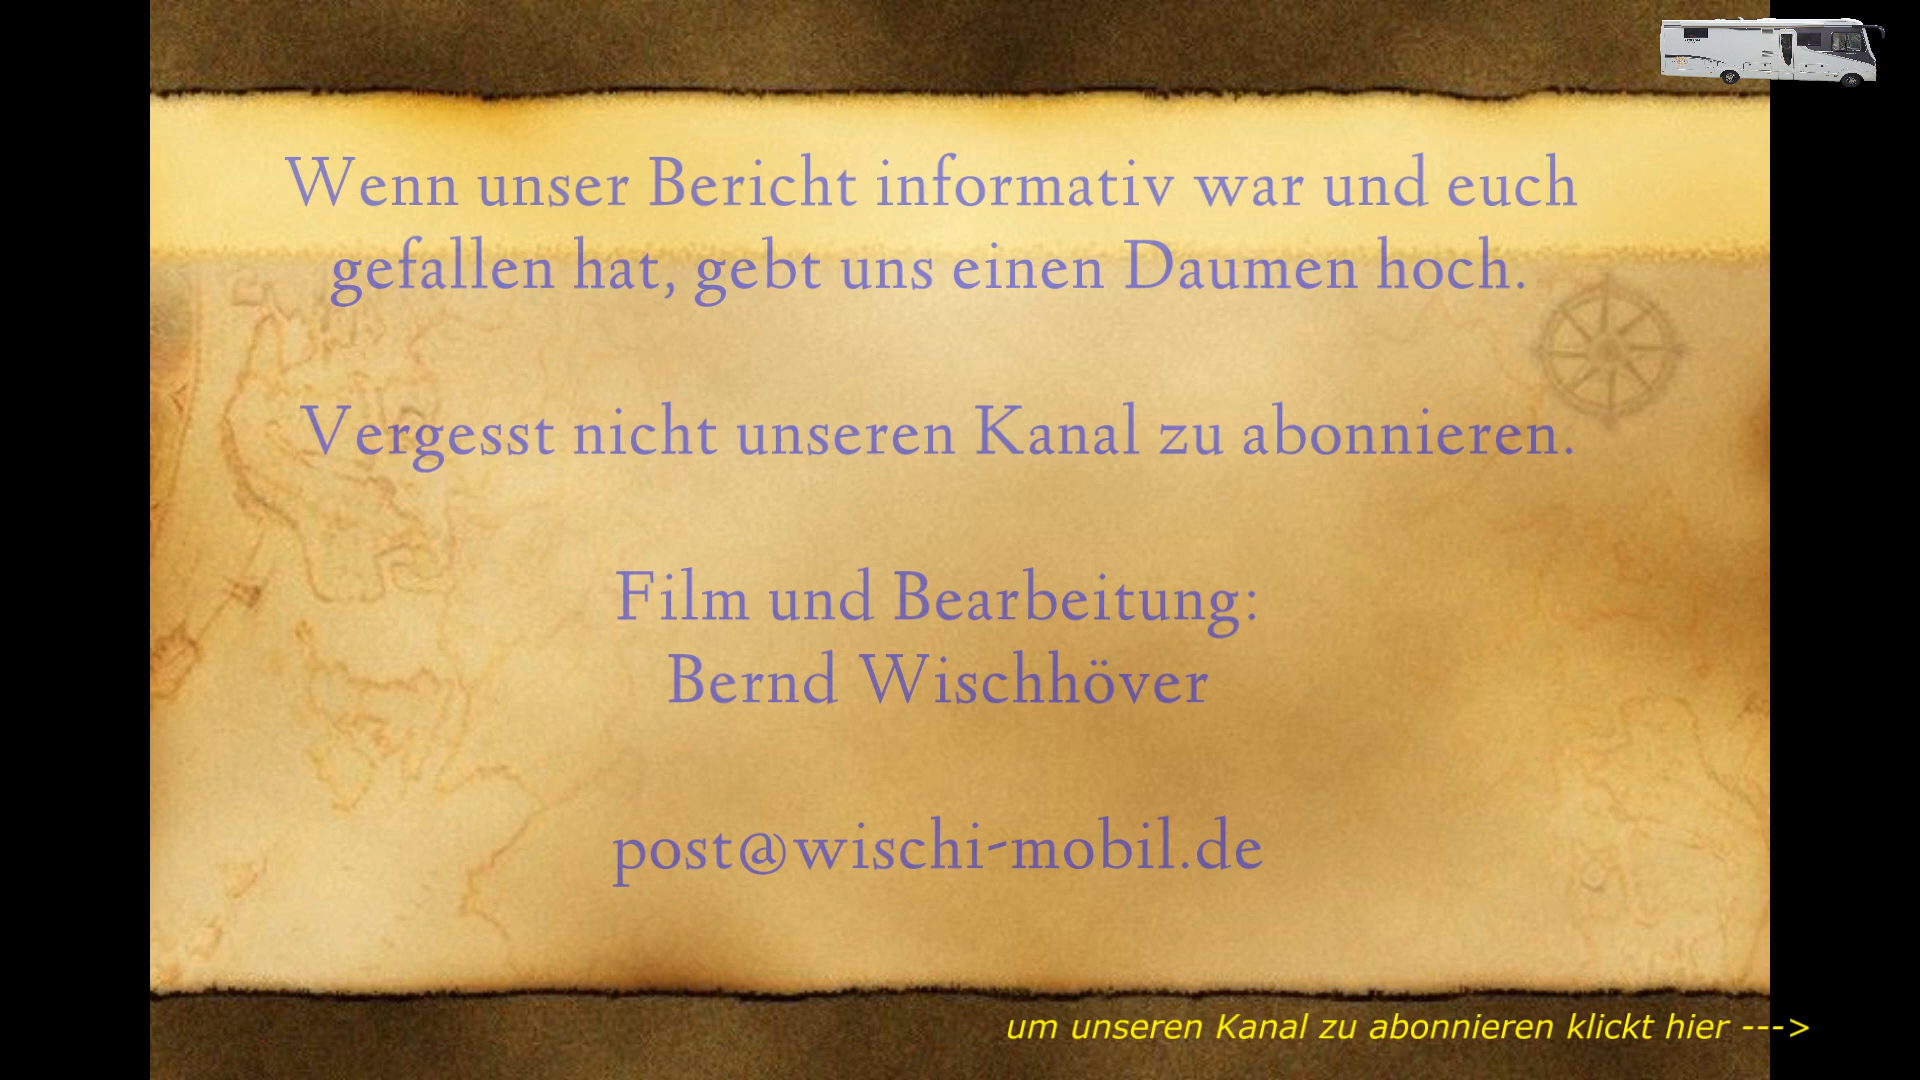 Wenn unser Bericht informativ war und euch
gefallen hat, gebt uns einen Daumen hoch.
Vergesst nicht unseren Kanal zu abonnieren.
Film und Bearbeitung:
Bernd Wischhöver
post@wischi-mobil.de
um unseren Kanal zu abonnieren klickt hier --->